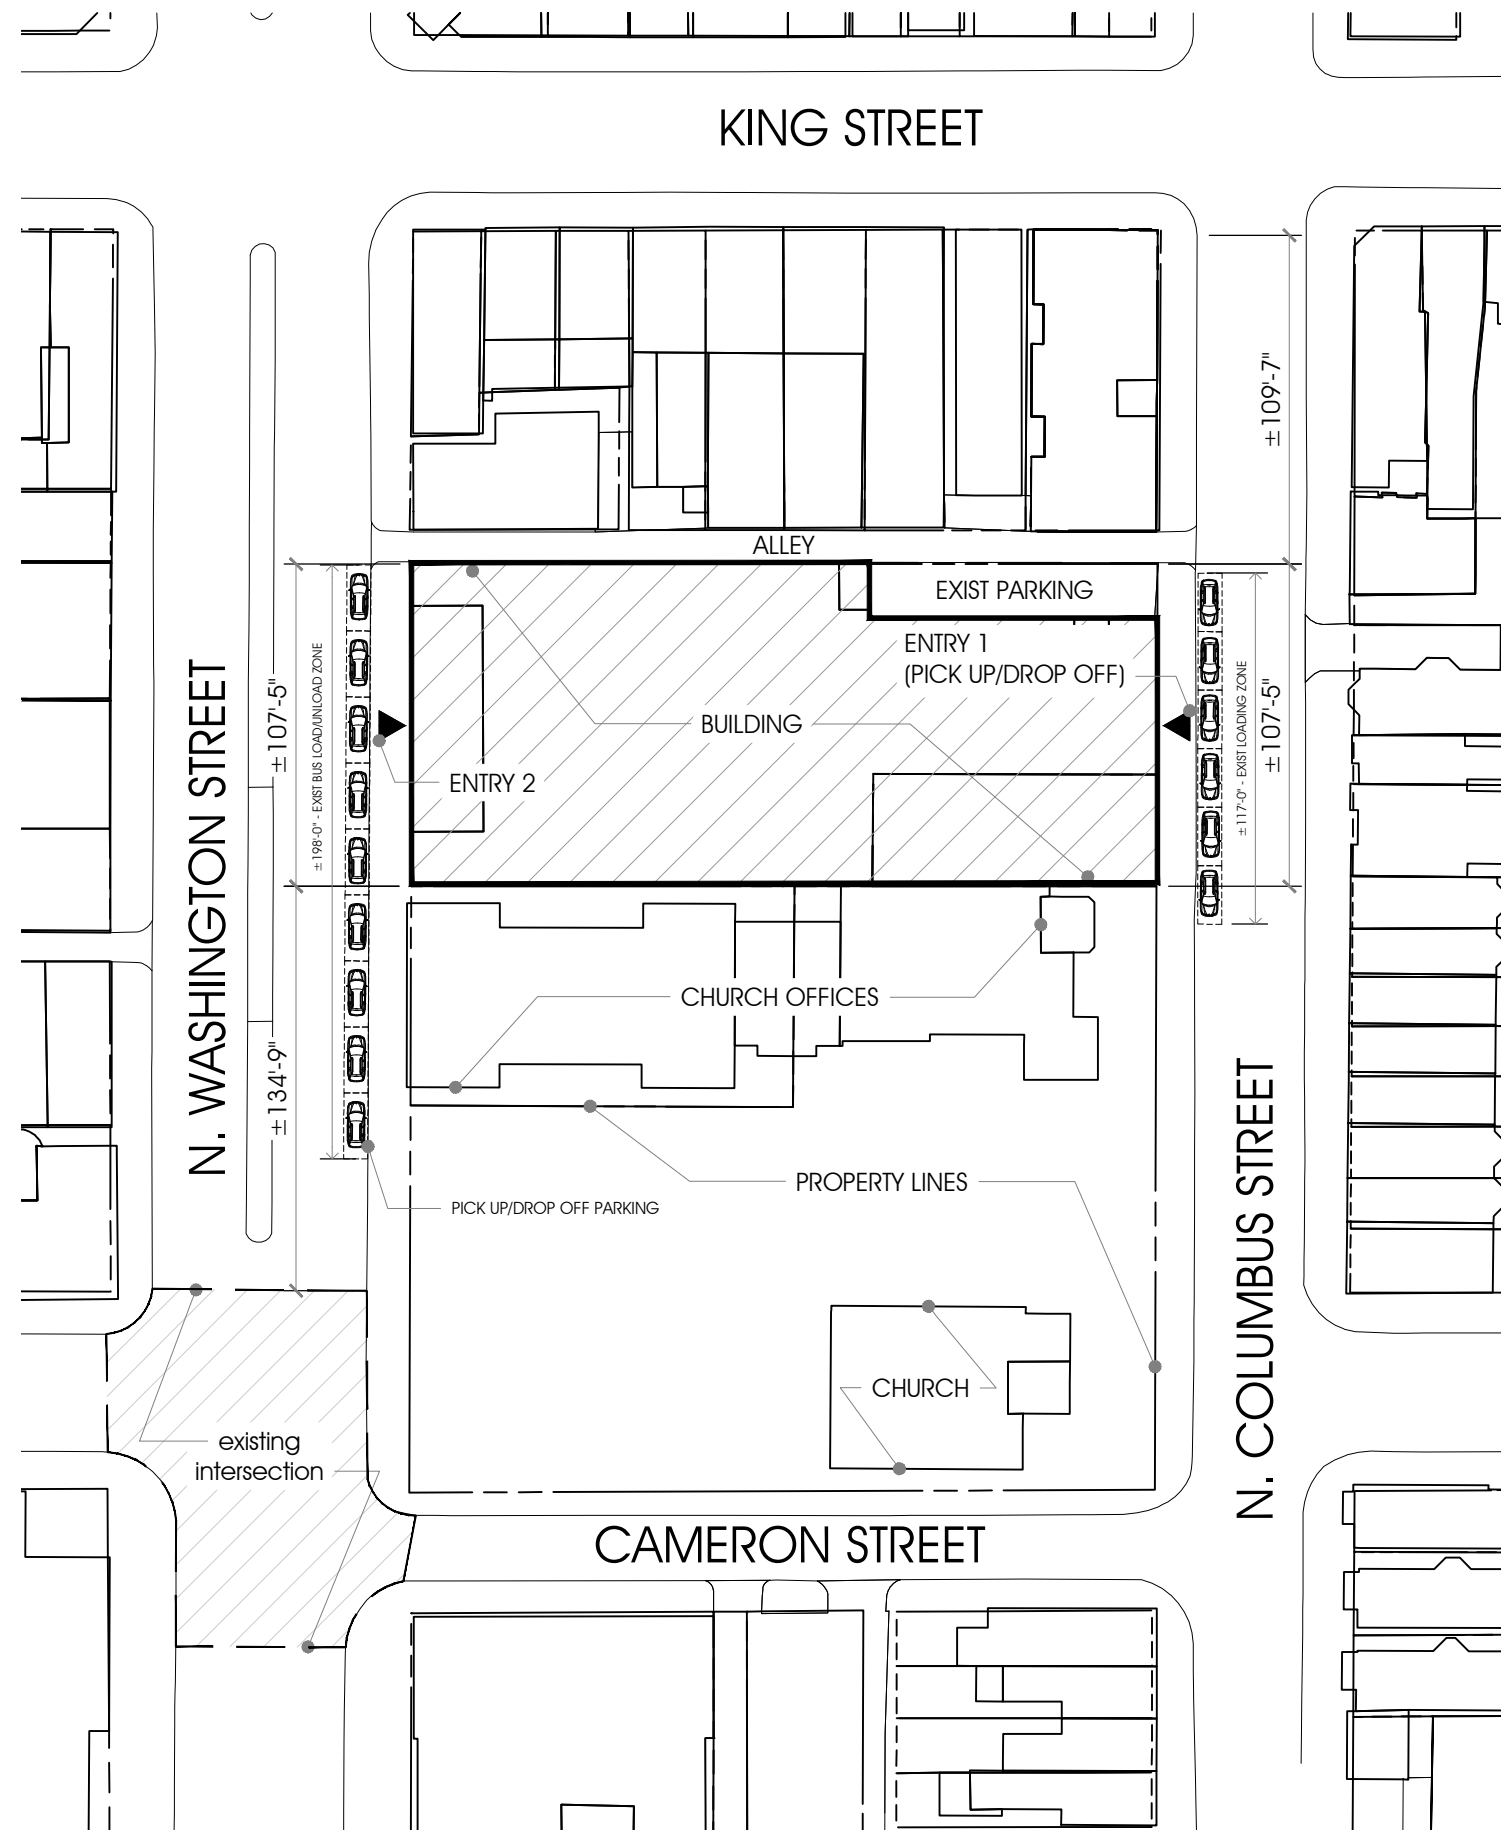 KING STREET
±109'-7"
ALLEY
EXIST PARKING
ENTRY 1
(PICK UP/DROP OFF)
N. WASHINGTON STREET
±107'-5"
±198'-0" - EXIST BUS LOAD/UNLOAD ZONE
BUILDING
±117'-0" - EXIST LOADING ZONE
±107'-5"
ENTRY 2
CHURCH OFFICES
±134'-9"
PROPERTY LINES
PICK UP/DROP OFF PARKING
N. COLUMBUS STREET
CHURCH
existing
intersection
CAMERON STREET